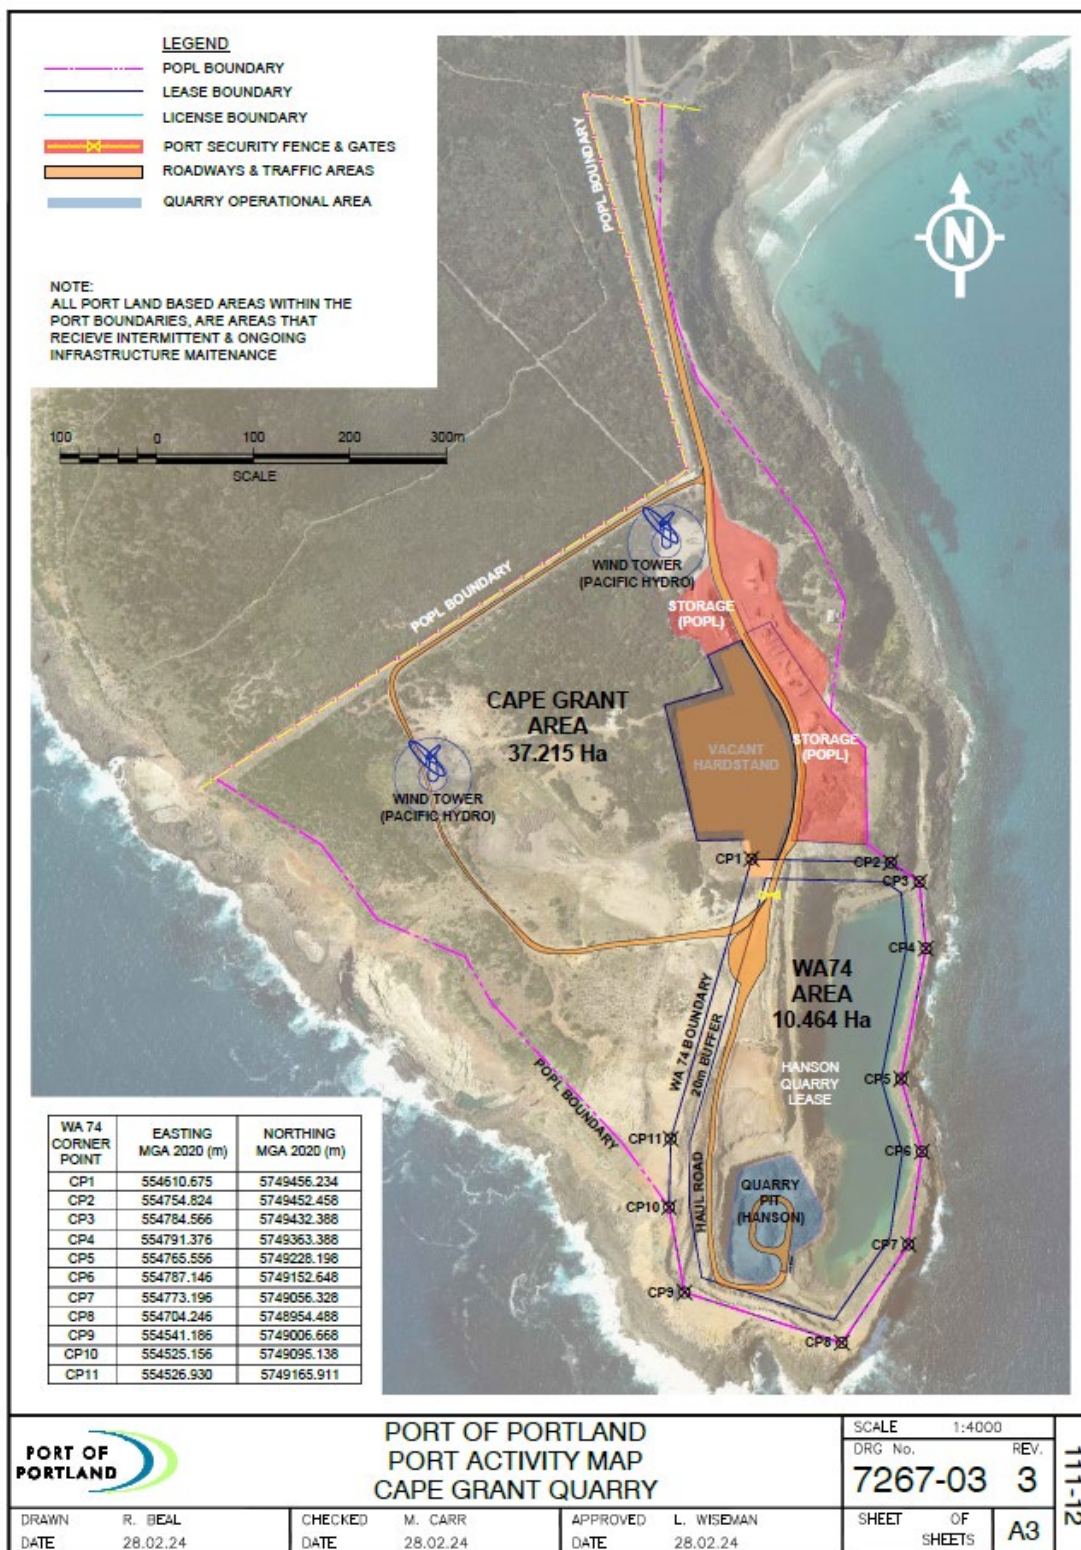 LEGEND
POPL BOUNDARY
LEASE BOUNDARY
LICENSE BOUNDARY
PORT SECURITY FENCE & GATES
ROADWAYS & TRAFFIC AREAS
QUARRY OPERATIONAL AREA
NOTE:
ALL PORT LAND BASED AREAS WITHIN THE
PORT BOUNDARIES, ARE AREAS THAT
RECIEVE INTERMITTENT & ONGOING
INFRASTRUCTURE MAITENANCE
100 0 100 200 300m
SCALE
N
POPL BOUNDARY
POPL BOUNDARY
WIND TOWER
(PACIFIC HYDRO)
STORAGE
(POPL)
CAPE GRANT
AREA
37.215 Ha
VACANT
HARDSTAND
STORAGE
(POPL)
WIND TOWER
(PACIFIC HYDRO)
CP1
CP2
CP3
CP4
WA74
AREA
10.464 Ha
WA 74 BOUNDARY
20m BUFFER
HANSON
QUARRY
LEASE
CP5
POPL BOUNDARY
CP11
CP6
HAUL ROAD
QUARRY
PIT
(HANSON)
CP10
CP7
CP9
CP8
WA 74
CORNER
POINT
EASTING
MGA 2020 (m)
NORTHING
MGA 2020 (m)
CP1 554610.675 5749456.234
CP2 554754.824 5749452.458
CP3 554784.566 5749432.388
CP4 554791.376 5749363.388
CP5 554765.556 5749228.198
CP6 554787.146 5749152.648
CP7 554773.196 5749056.328
CP8 554704.246 5748954.488
CP9 554541.186 5749006.668
CP10 554525.156 5749095.138
CP11 554526.930 5749165.911
PORT OF
PORTLAND
PORT OF PORTLAND
PORT ACTIVITY MAP
CAPE GRANT QUARRY
SCALE 1:4000
DRG No. REV.
7267-03 3
111-12
DRAWN R. BEAL
DATE 28.02.24
CHECKED M. CARR
DATE 28.02.24
APPROVED L. WISEMAN
DATE 28.02.24
SHEET OF
SHEETS
A3